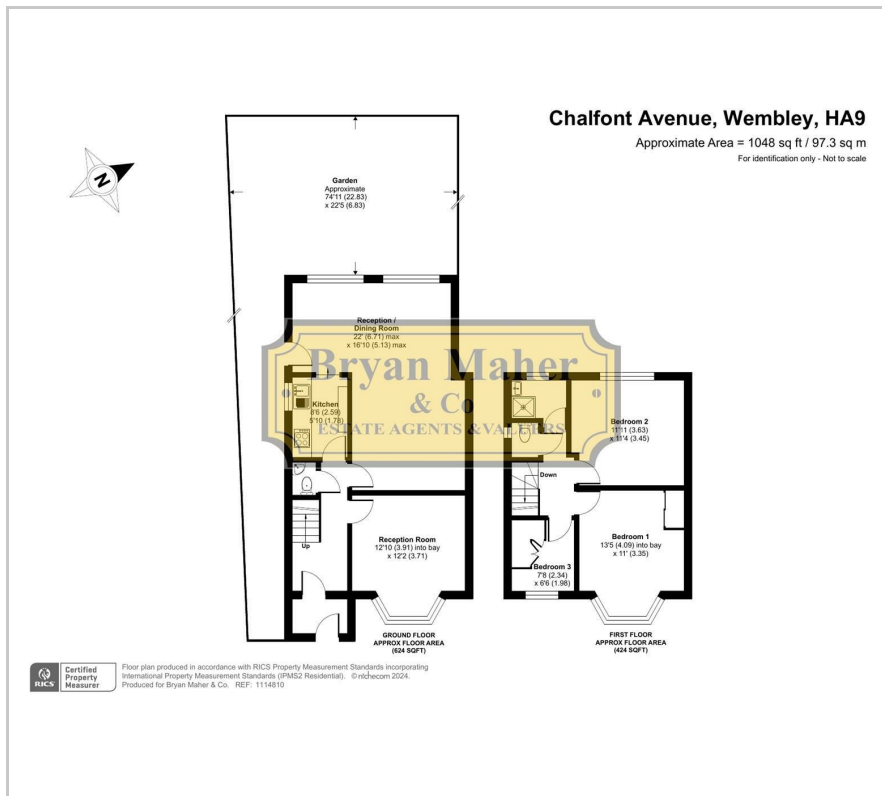 Chalfont Avenue, Wembley, HA9
Approximate Area = 1048 sq ft / 97.3 sq m
For identification only - Not to scale
N
Garden
Approximate
74'11 (22.83)
x 22'5 (6.83)
Reception /
Dining Room
22' (6.71) max
x 16'10 (5.13) max
Bryan Maher
& Co
ESTATE AGENTS & VALUERS
Kitchen
8'6 (2.59)
5'10 (1.78)
Bedroom 2
11'11 (3.63)
x 11'4 (3.45)
Down
Up
Reception Room
12'10 (3.91) into bay
x 12'2 (3.71)
Bedroom 1
13'5 (4.09) into bay
x 11' (3.35)
Bedroom 3
7'8 (2.34)
x 6'6 (1.98)
GROUND FLOOR
APPROX FLOOR AREA
(624 SQFT)
FIRST FLOOR
APPROX FLOOR AREA
(424 SQFT)
RICS
Certified
Property
Measurer
Floor plan produced in accordance with RICS Property Measurement Standards incorporating
International Property Measurement Standards (IPMS2 Residential). © nichecom 2024.
Produced for Bryan Maher & Co. REF: 1114810